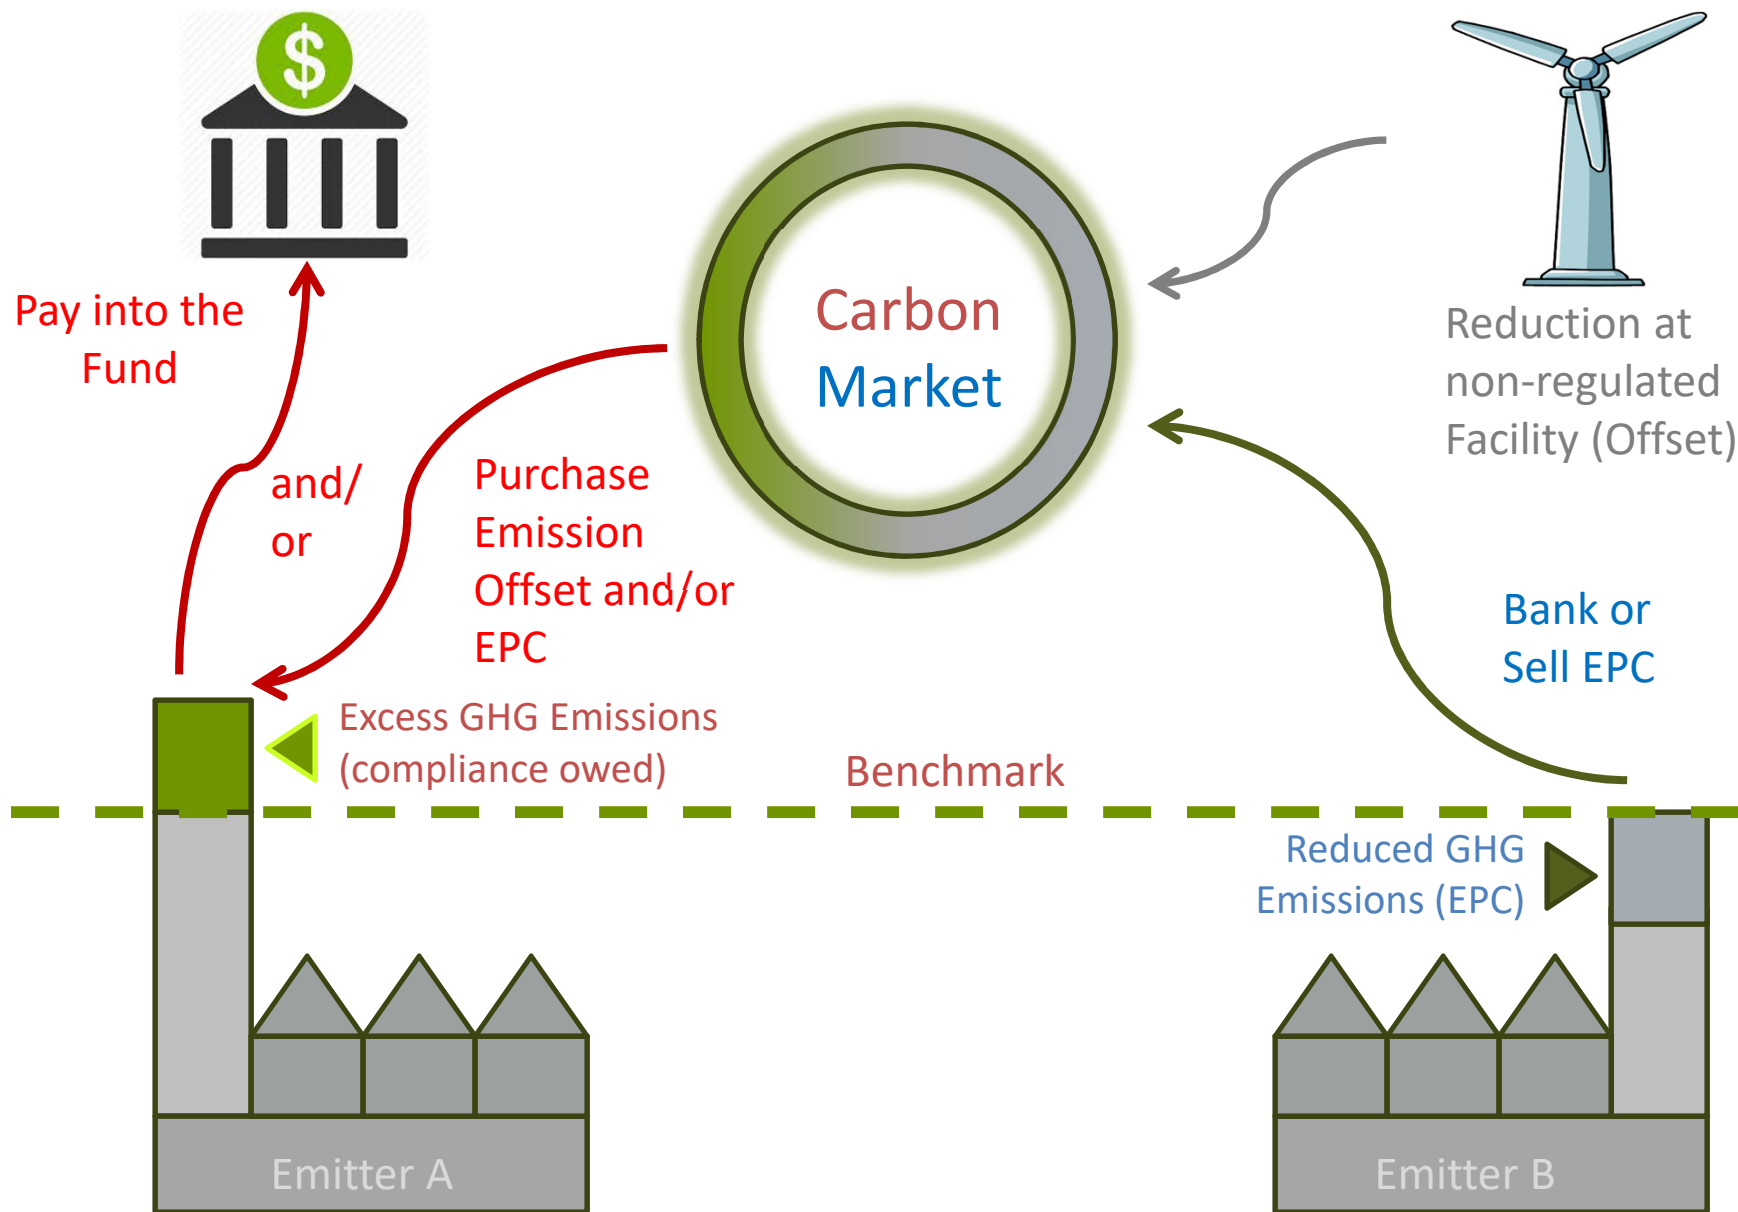 $
Pay into the
Fund
and/
or
Purchase
Emission
Offset and/or
EPC
Carbon
Market
Reduction at
non-regulated
Facility (Offset)
Bank or
Sell EPC
Excess GHG Emissions
(compliance owed)
Benchmark
Reduced GHG
Emissions (EPC)
Emitter A
Emitter B